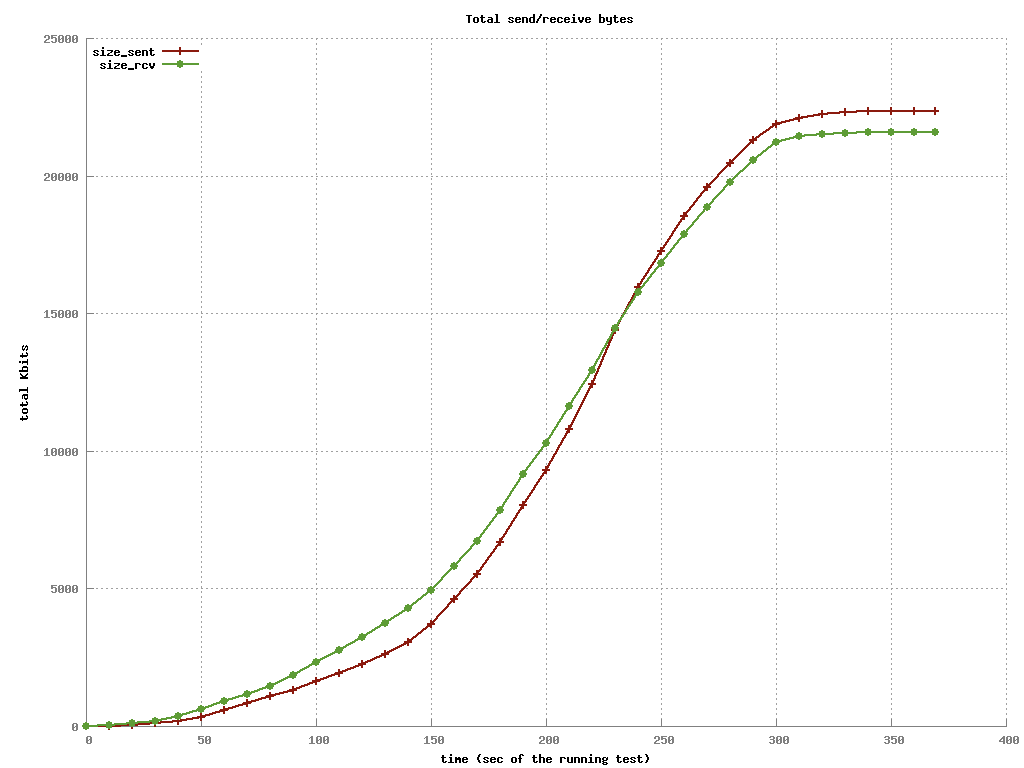 Total send/receive bytes
25000
size_sent
size_rcv
20000
15000
total Kbits
10000
5000
0
0 50 100 150 200 250 300 350 400
time (sec of the running test)